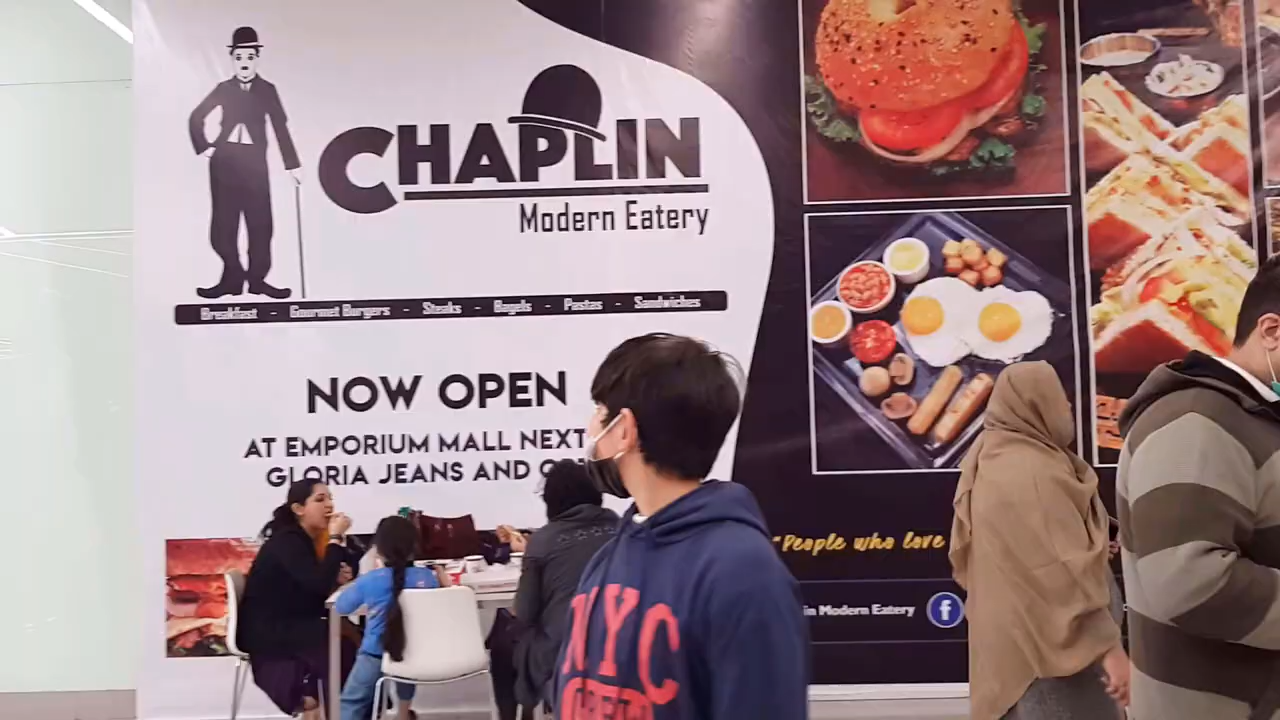 CHAPLIN
Modern Eatery
Breakfast - Gourmet Burgers - Steaks - Bagels - Pastas - Sandwiches
NOW OPEN
AT EMPORIUM MALL NEXT
GLORIA JEANS AND
"People who love
in Modern Eatery
f
NYC